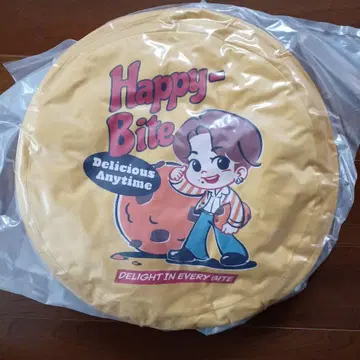 Happy-
Bite
Delicious
Anytime
DELIGHT IN EVERY BITE